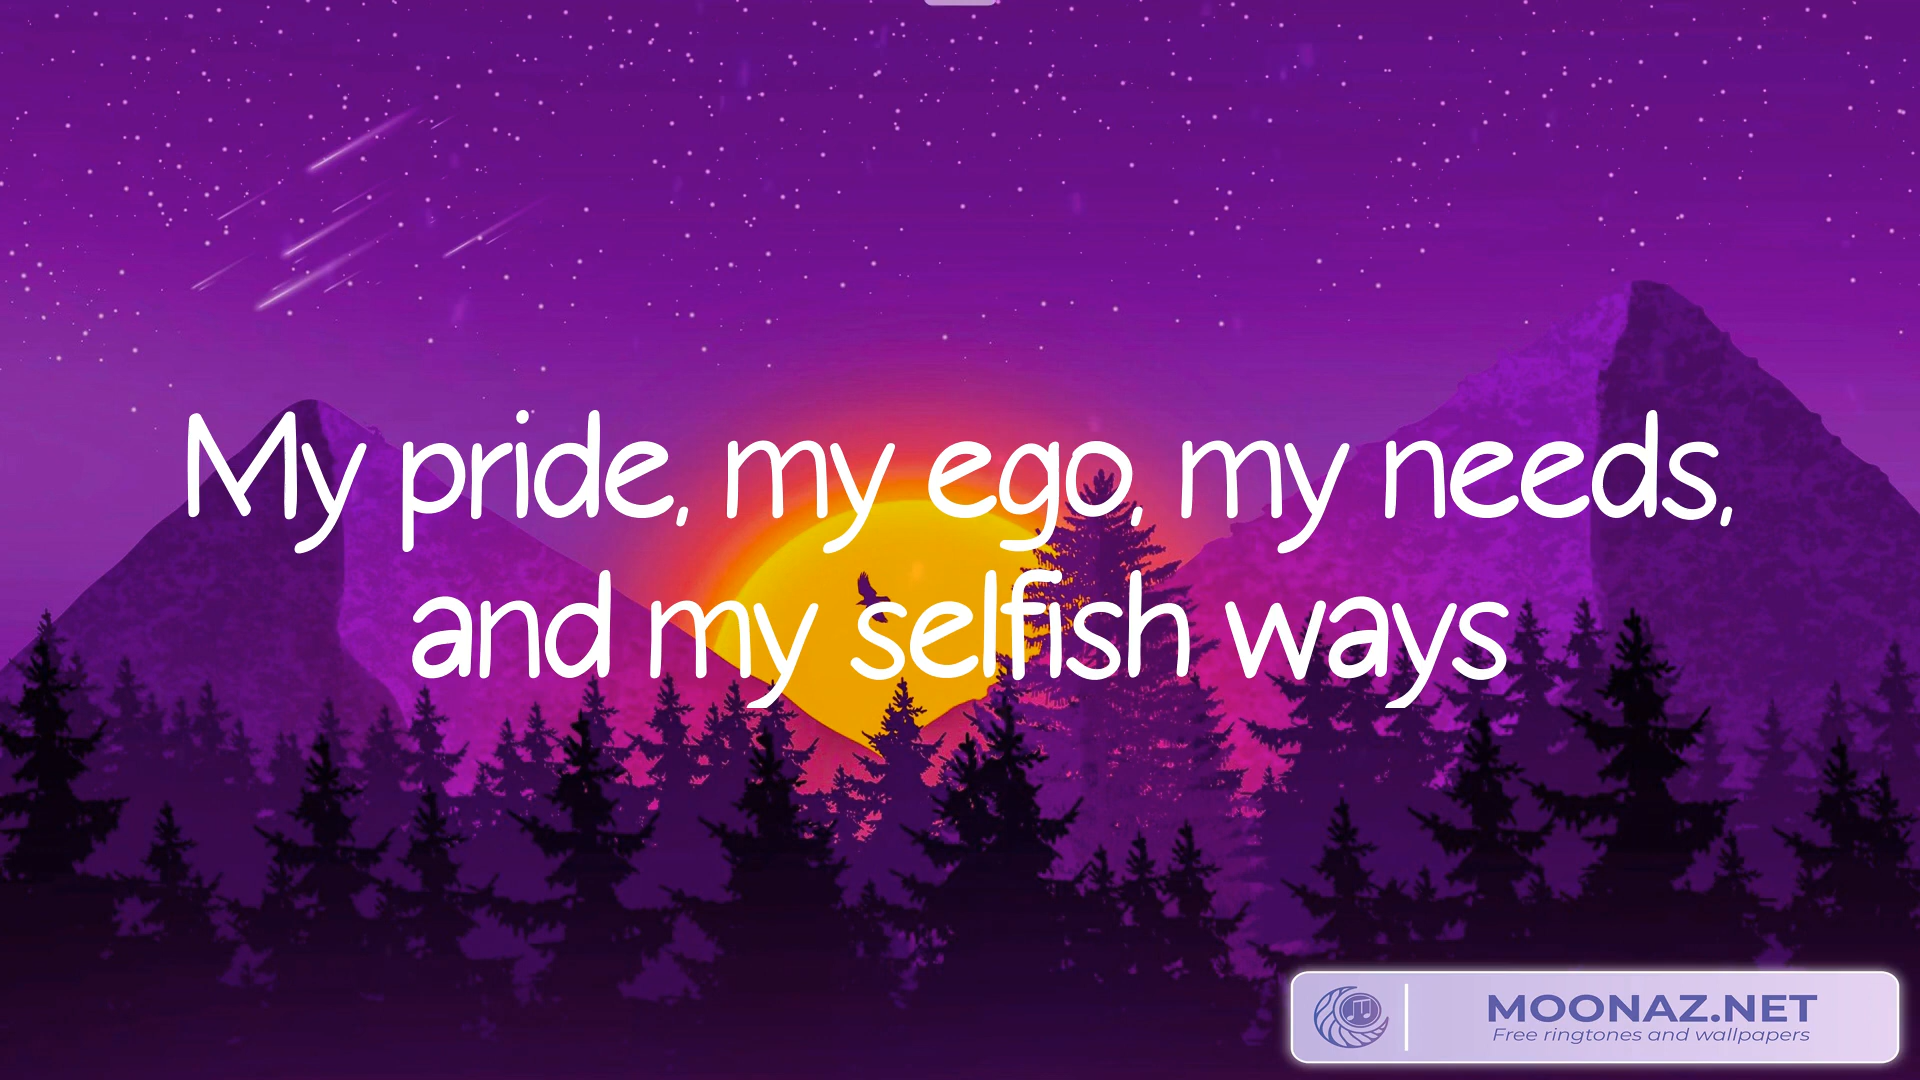 My pride, my ego, my needs,
and my selfish ways
MOONAZ.NET
Free ringtones and wallpapers